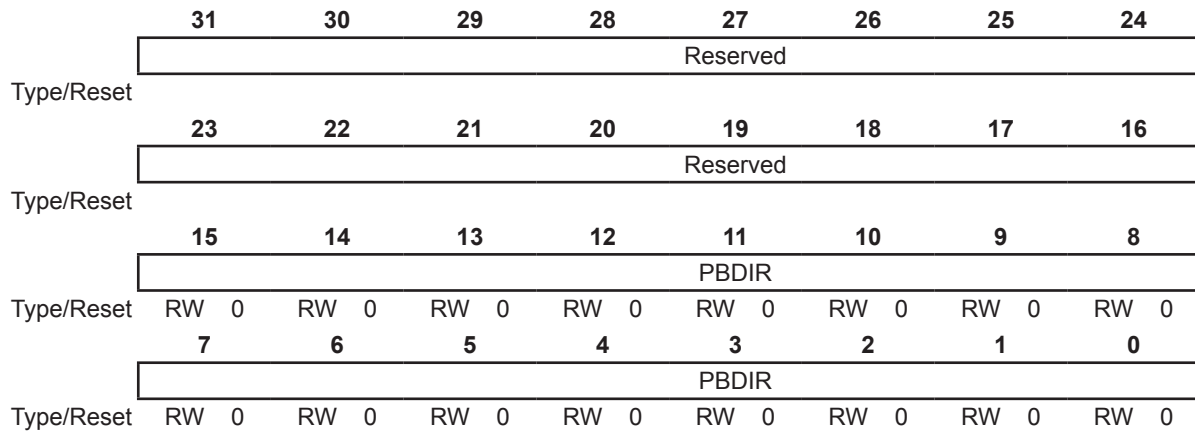 31 30 29 28 27 26 25 24
Reserved
Type/Reset
23 22 21 20 19 18 17 16
Reserved
Type/Reset
15 14 13 12 11 10 9 8
PBDIR
Type/Reset RW 0 RW 0 RW 0 RW 0 RW 0 RW 0 RW 0 RW 0
7 6 5 4 3 2 1 0
PBDIR
Type/Reset RW 0 RW 0 RW 0 RW 0 RW 0 RW 0 RW 0 RW 0